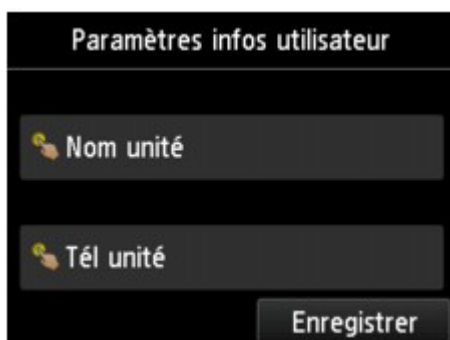 Paramètres infos utilisateur
Nom unité
Tél unité
Enregistrer